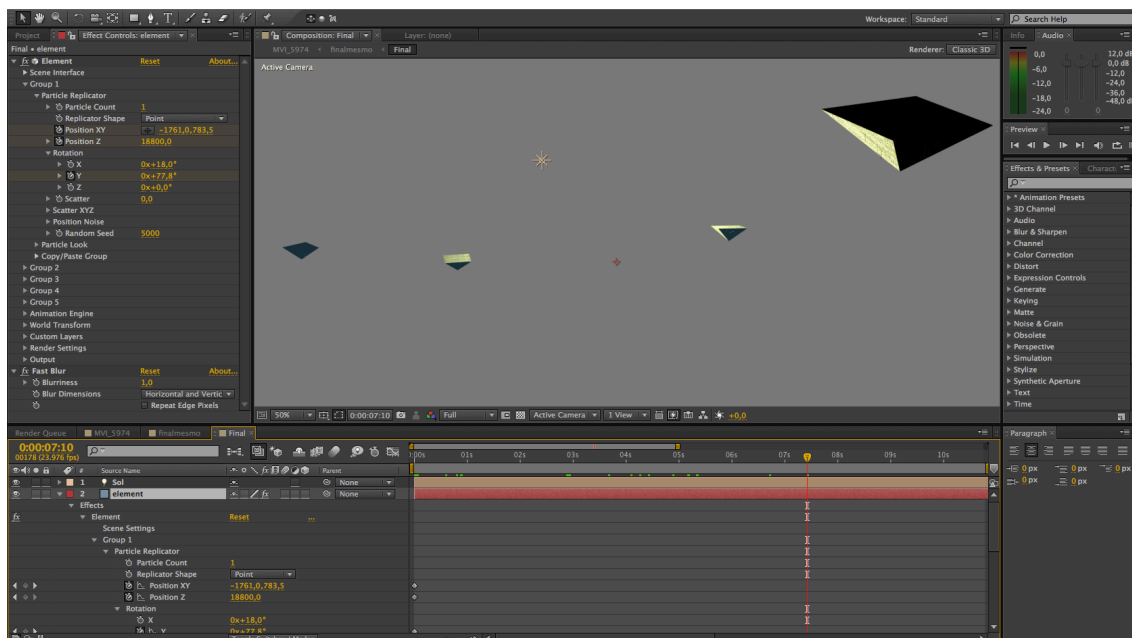 Workspace: Standard
Search Help
Project
Effect Controls: element
Final • element
fx Element Reset About...
Scene Interface
Group 1
Particle Replicator
Particle Count 1
Replicator Shape Point
Position XY -1761,0,783,5
Position Z 18800,0
Rotation
X 0x+18,0°
Y 0x+77,8°
Z 0x+0,0°
Scatter 0,0
Scatter XYZ
Position Noise
Random Seed 5000
Particle Look
Copy/Paste Group
Group 2
Group 3
Group 4
Group 5
Animation Engine
World Transform
Custom Layers
Render Settings
Output
fx Fast Blur Reset About...
Blurriness 1,0
Blur Dimensions Horizontal and Vertic
Repeat Edge Pixels
Composition: Final
Layer: (none)
MVI_5974 finalmesmo Final
Renderer: Classic 3D
Active Camera
50% 0:00:07:10 Full Active Camera 1 View +0,0
Info Audio
0,0 12,0 dB
0,0 dB
-6,0 -12,0
-12,0 -24,0
-18,0 -36,0
-48,0 d
-24,0 0 0
Preview
Effects & Presets Charact
* Animation Presets
3D Channel
Audio
Blur & Sharpen
Channel
Color Correction
Distort
Expression Controls
Generate
Keying
Matte
Noise & Grain
Obsolete
Perspective
Simulation
Stylize
Synthetic Aperture
Text
Time
Render Queue MVI_5974 finalmesmo Final
0:00:07:10
00178 (23.976 fps)
# Source Name Parent
):00s 01s 02s 03s 04s 05s 06s 07s 08s 09s 10s
1 Sol None
2 element None
Effects
fx Element Reset ...
Scene Settings
Group 1
Particle Replicator
Particle Count 1
Replicator Shape Point
Position XY -1761,0,783,5
Position Z 18800,0
Rotation
X 0x+18,0°
Y 0x+77,8°
Paragraph
0 px 0 px 0 px
0 px 0 px